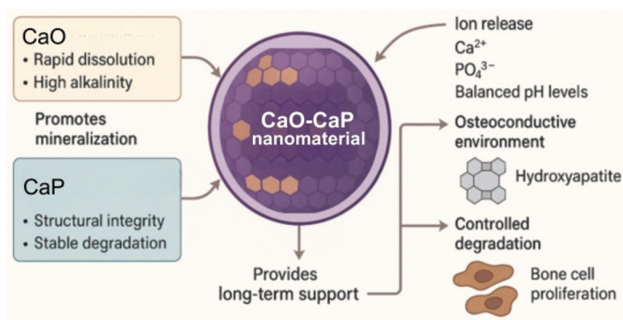 CaO
• Rapid dissolution
• High alkalinity
Promotes
mineralization
CaP
• Structural integrity
• Stable degradation
CaO-CaP
nanomaterial
Provides
long-term support
Ion release
Ca²⁺
PO₄³⁻
Balanced pH levels
Osteoconductive
environment
Hydroxyapatite
Controlled
degradation
Bone cell
proliferation